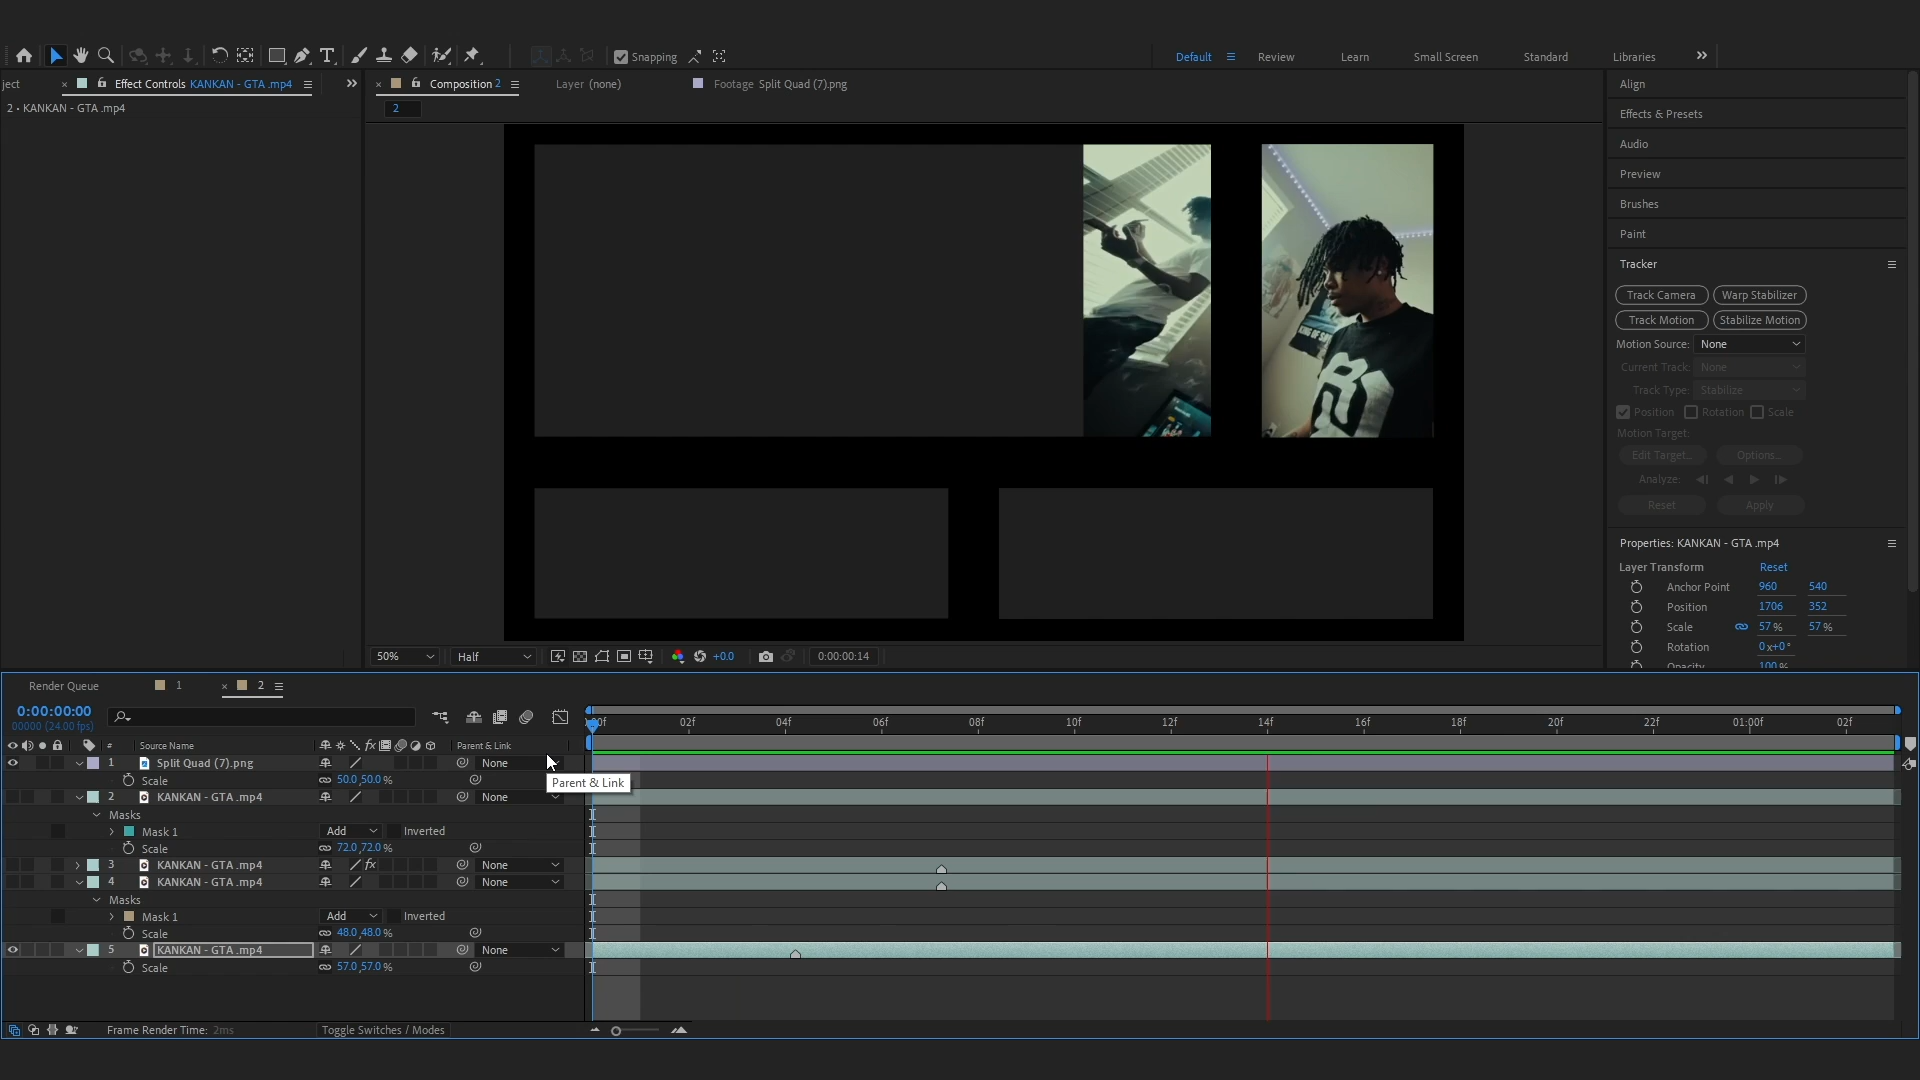 Snapping
Default
Review
Learn
Small Screen
Standard
Libraries
ject
Effect Controls KANKAN - GTA .mp4
Composition 2
Layer (none)
Footage Split Quad (7).png
2 • KANKAN - GTA .mp4
2
Align
Effects & Presets
Audio
Preview
Brushes
Paint
Tracker
Track Camera
Warp Stabilizer
Track Motion
Stabilize Motion
Motion Source: None
Current Track: None
Track Type: Stabilize
Position
Rotation
Scale
Motion Target:
Edit Target...
Options...
Analyze:
Reset
Apply
Properties: KANKAN - GTA .mp4
Layer Transform Reset
Anchor Point 960 540
Position 1706 352
Scale 57 % 57 %
Rotation 0x+0°
Opacity 100 %
50%
Half
+0.0
0:00:00:14
Render Queue
1
2
0:00:00:00
00000 (24.00 fps)
:00f 02f 04f 06f 08f 10f 12f 14f 16f 18f 20f 22f 01:00f 02f
# Source Name fx Parent & Link
1 Split Quad (7).png None
Parent & Link
Scale 50.0,50.0 %
2 KANKAN - GTA .mp4 None
Masks
Mask 1 Add Inverted
Scale 72.0,72.0 %
3 KANKAN - GTA .mp4 fx None
4 KANKAN - GTA .mp4 None
Masks
Mask 1 Add Inverted
Scale 48.0,48.0 %
5 KANKAN - GTA .mp4 None
Scale 57.0,57.0 %
Frame Render Time: 2ms
Toggle Switches / Modes